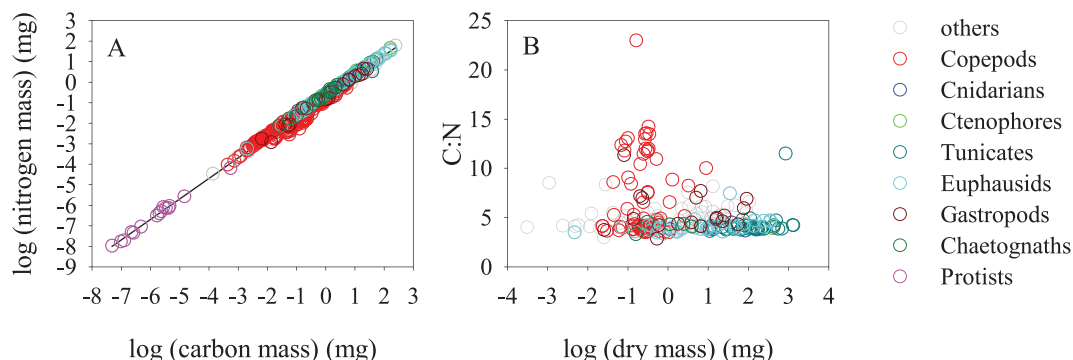 A
log (nitrogen mass) (mg)
3
2
1
0
-1
-2
-3
-4
-5
-6
-7
-8
-9
-8 -7 -6 -5 -4 -3 -2 -1 0 1 2 3
log (carbon mass) (mg)
B
C:N
25
20
15
10
5
0
-4 -3 -2 -1 0 1 2 3 4
log (dry mass) (mg)
others
Copepods
Cnidarians
Ctenophores
Tunicates
Euphausids
Gastropods
Chaetognaths
Protists